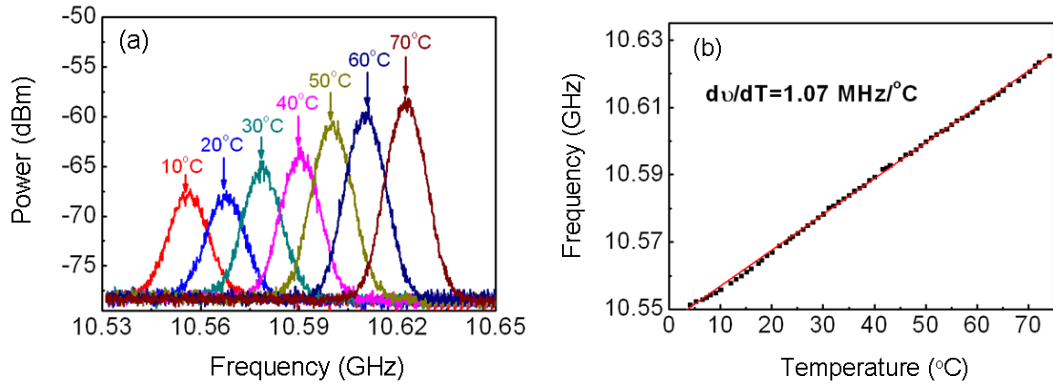 (a)
-50
-55
-60
-65
-70
-75
Power (dBm)
10°C
20°C
30°C
40°C
50°C
60°C
70°C
10.53
10.56
10.59
10.62
10.65
Frequency (GHz)
(b)
dυ/dT=1.07 MHz/°C
10.63
10.61
10.59
10.57
10.55
Frequency (GHz)
0
10
20
30
40
50
60
70
Temperature (°C)